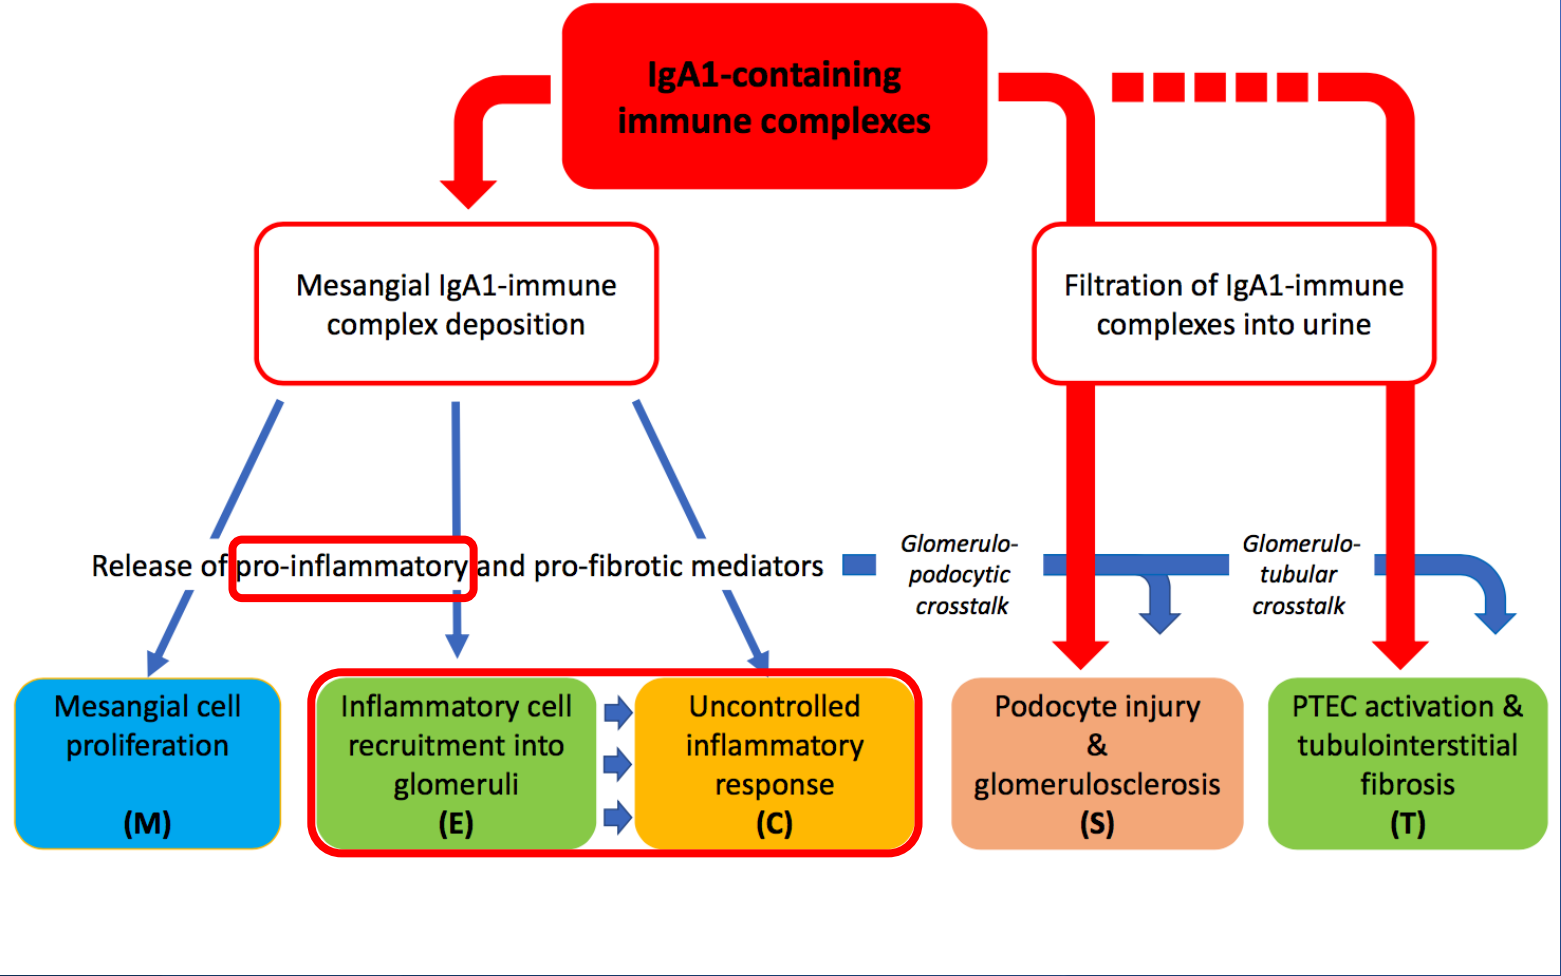 IgA1-containing
immune complexes
Mesangial IgA1-immune
complex deposition
Filtration of IgA1-immune
complexes into urine
Release of pro-inflammatory and pro-fibrotic mediators
Glomerulo-
podocytic
crosstalk
Glomerulo-
tubular
crosstalk
Mesangial cell
proliferation
(M)
Inflammatory cell
recruitment into
glomeruli
(E)
Uncontrolled
inflammatory
response
(C)
Podocyte injury
&
glomerulosclerosis
(S)
PTEC activation &
tubulointerstitial
fibrosis
(T)